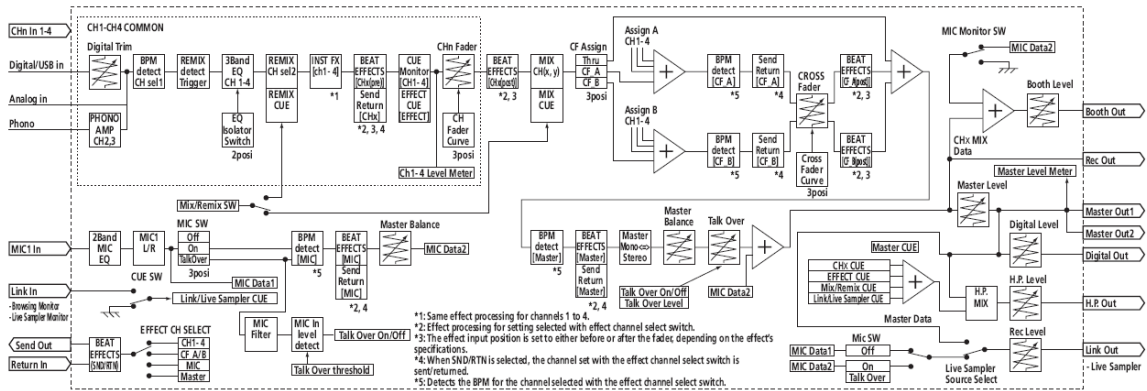 CHn In 1-4
CH1-CH4 COMMON
Digital Trim
Digital/USB in
Analog in
Phono
PHONO
AMP
CH2,3
BPM
detect
CH sel1
REMIX
detect
Trigger
3Band
EQ
CH 1-4
EQ
Isolator
Switch
2posi
REMIX
CH sel2
REMIX
CUE
INST FX
[ch1- 4]
*1
BEAT
EFFECTS
[CHx(pre)]
Send
Return
[CHx]
*2, 3, 4
CUE
Monitor
[CH1- 4]
EFFECT
CUE
[EFFECT]
CHn Fader
CH
Fader
Curve
3posi
Ch1- 4 Level Meter
BEAT
EFFECTS
[CHx(post)]
*2, 3
MIX
CH(x, y)
MIX
CUE
CF Assign
Thru
CF_A
CF_B
3posi
Assign A
CH1- 4
Assign B
CH1- 4
BPM
detect
[CF_A]
*5
Send
Return
[CF_A]
*4
BPM
detect
[CF_B]
*5
Send
Return
[CF_B]
*4
CROSS
Fader
Cross
Fader
Curve
3posi
BEAT
EFFECTS
[CF_A(post)]
*2, 3
BEAT
EFFECTS
[CF_B(post)]
*2, 3
MIC Monitor SW
MIC Data2
Booth Level
Booth Out
CHx MIX
Data
Rec Out
Master Level Meter
Master Level
Master Out1
Master Out2
Digital Level
Digital Out
Mix/Remix SW
MIC1 In
2Band
MIC
EQ
MIC1
L/R
MIC SW
Off
On
TalkOver
3posi
MIC Data1
BPM
detect
[MIC]
*5
BEAT
EFFECTS
[MIC]
Send
Return
[MIC]
*2, 4
Master Balance
MIC Data2
BPM
detect
[Master]
*5
BEAT
EFFECTS
[Master]
Send
Return
[Master]
*2, 4
Master
Mono<=>
Stereo
Master
Balance
Talk Over
Talk Over On/Off
Talk Over Level
MIC Data2
Master CUE
CHx CUE
EFFECT CUE
Mix/Remix CUE
Link/Live Sampler CUE
H.P.
MIX
H.P. Level
H.P. Out
Master Data
Link In
- Browsing Monitor
- Live Sampler Monitor
CUE SW
Link/Live Sampler CUE
Send Out
Return In
BEAT
EFFECTS
(SND/RTN)
EFFECT CH SELECT
CH1- 4
CF A/B
MIC
Master
MIC
Filter
MIC In
level
detect
Talk Over On/Off
Talk Over threshold
*1: Same effect processing for channels 1 to 4.
*2: Effect processing for setting selected with effect channel select switch.
*3: The effect input position is set to either before or after the fader, depending on the effect's
specifications.
*4: When SND/RTN is selected, the channel set with the effect channel select switch is
sent/returned.
*5: Detects the BPM for the channel selected with the effect channel select switch.
Mic SW
MIC Data1
MIC Data2
Off
On
Talk Over
Live Sampler
Source Select
Rec Level
Link Out
- Live Sampler